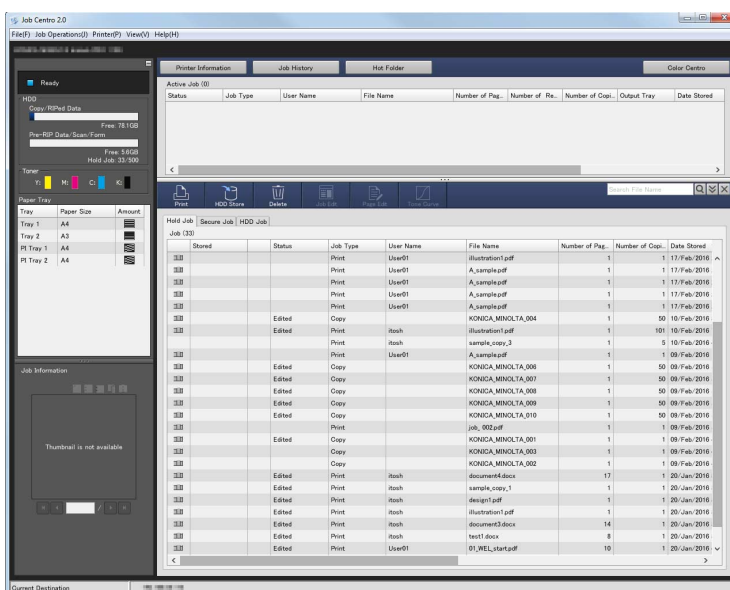 Job Centro 2.0
File(F) Job Operations(J) Printer(P) View(V) Help(H)
Ready
HDD
Copy/RIPed Data
Free: 78.1GB
Pre-RIP Data/Scan/Form
Free: 5.6GB
Hold Job: 33/500
Toner
Y: M: C: K:
Paper Tray
Tray Paper Size Amount
Tray 1 A4
Tray 2 A3
PI Tray 1 A4
PI Tray 2 A4
Job Information
Thumbnail is not available
/
Printer Information Job History Hot Folder Color Centro
Active Job (0)
Status Job Type User Name File Name Number of Pag... Number of Re... Number of Copi... Output Tray Date Stored
Print HDD Store Delete Job Edit Page Edit Tone Curve Search File Name
Hold Job Secure Job HDD Job
Job (33)
Stored Status Job Type User Name File Name Number of Pag... Number of Copi... Date Stored
Print User01 illustration1.pdf 1 1 17/Feb/2016
Print User01 A_sample.pdf 1 1 17/Feb/2016
Print User01 A_sample.pdf 1 1 17/Feb/2016
Print User01 A_sample.pdf 1 1 17/Feb/2016
Print User01 A_sample.pdf 1 1 17/Feb/2016
Edited Copy KONICA_MINOLTA_004 1 50 10/Feb/2016
Edited Print itosh illustration1.pdf 1 101 10/Feb/2016
Print itosh sample_copy_3 1 5 10/Feb/2016
Print User01 A_sample.pdf 1 1 09/Feb/2016
Edited Copy KONICA_MINOLTA_006 1 50 09/Feb/2016
Edited Copy KONICA_MINOLTA_007 1 50 09/Feb/2016
Edited Copy KONICA_MINOLTA_008 1 50 09/Feb/2016
Edited Copy KONICA_MINOLTA_009 1 50 09/Feb/2016
Edited Copy KONICA_MINOLTA_010 1 50 09/Feb/2016
Print job_ 002.pdf 1 1 09/Feb/2016
Edited Copy KONICA_MINOLTA_001 1 1 09/Feb/2016
Copy KONICA_MINOLTA_003 1 1 09/Feb/2016
Copy KONICA_MINOLTA_002 1 1 09/Feb/2016
Edited Print itosh document4.docx 17 1 20/Jan/2016
Edited Print itosh sample_copy_1 1 1 20/Jan/2016
Edited Print itosh design1.pdf 1 1 20/Jan/2016
Edited Print itosh illustration1.pdf 1 1 20/Jan/2016
Edited Print itosh document3.docx 14 1 20/Jan/2016
Edited Print itosh test1.docx 8 1 20/Jan/2016
Edited Print User01 01_WEL_start.pdf 10 1 20/Jan/2016
Current Destination